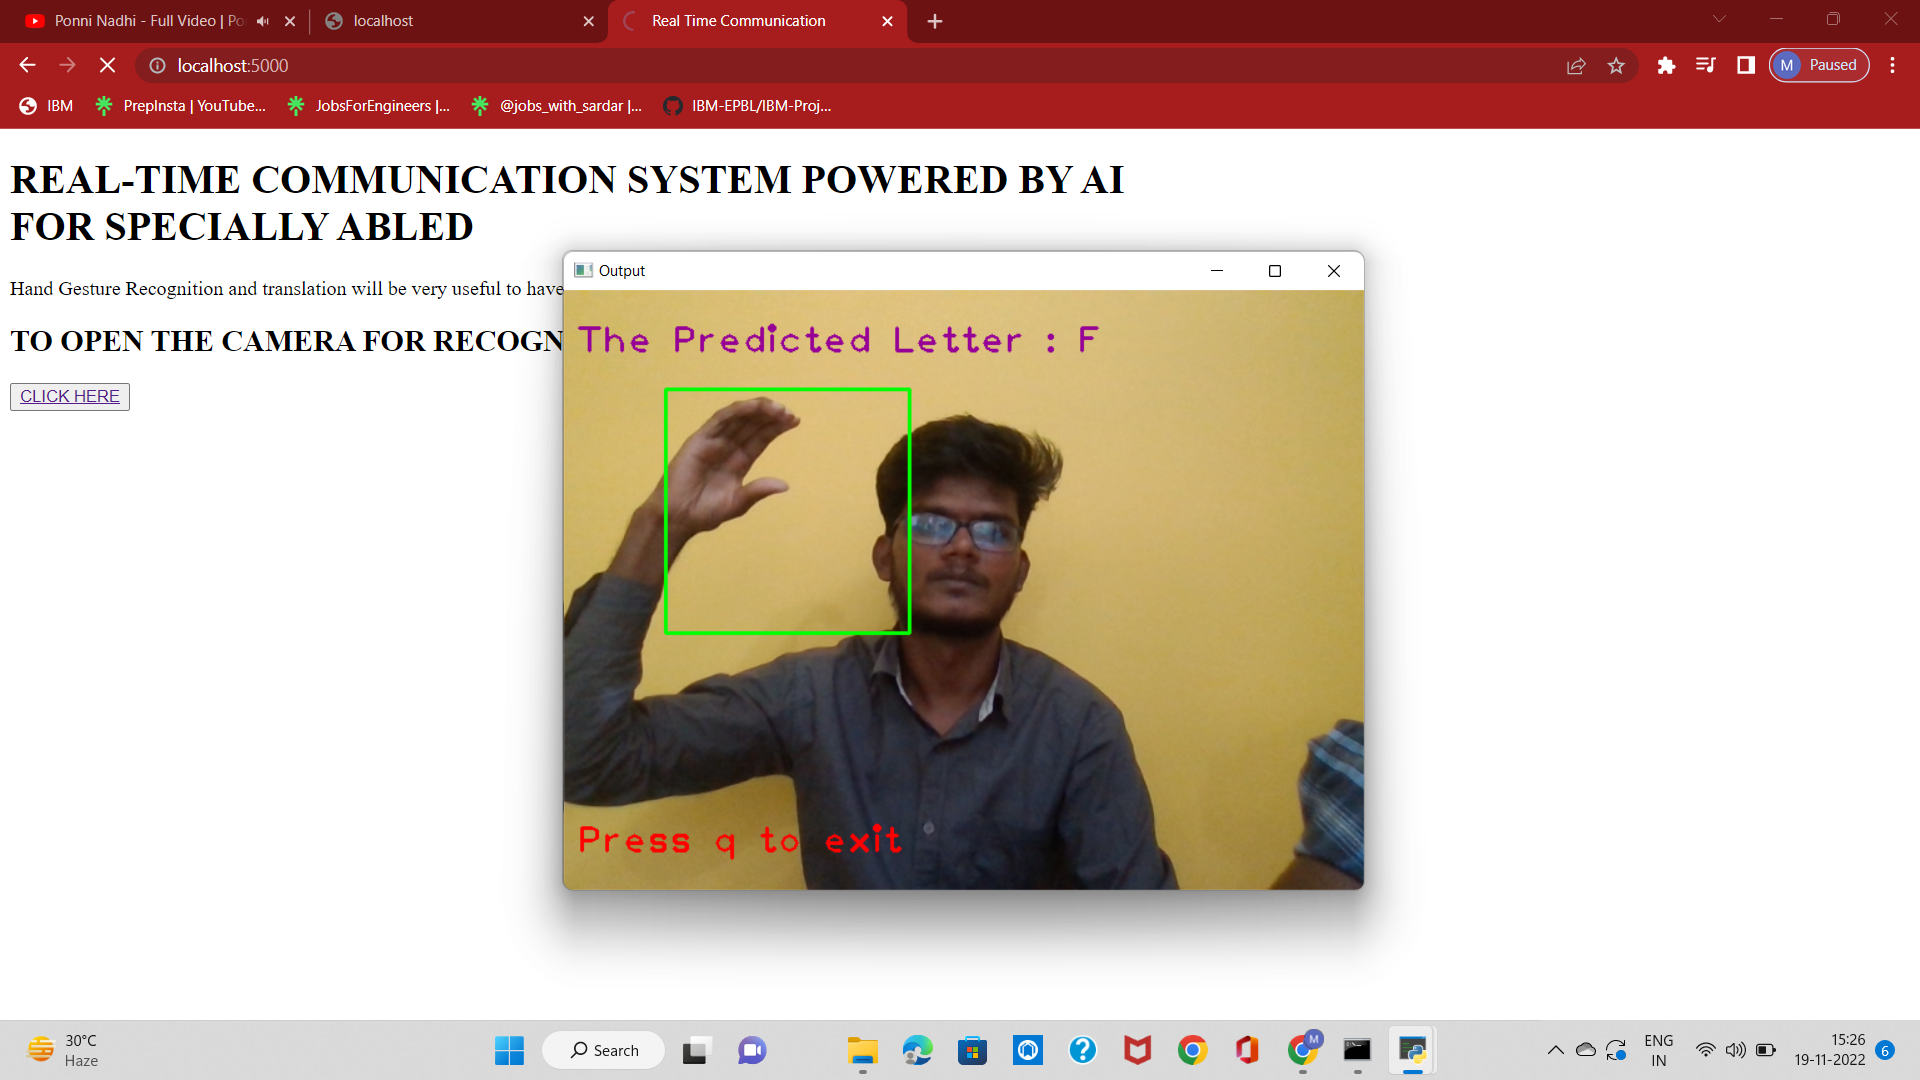 Ponni Nadhi - Full Video | Po
localhost
Real Time Communication
localhost:5000
M Paused
IBM
PrepInsta | YouTube...
JobsForEngineers |...
@jobs_with_sardar |...
IBM-EPBL/IBM-Proj...
REAL-TIME COMMUNICATION SYSTEM POWERED BY AI
FOR SPECIALLY ABLED
Hand Gesture Recognition and translation will be very useful to have
TO OPEN THE CAMERA FOR RECOGN
CLICK HERE
Output
The Predicted Letter : F
Press q to exit
30°C
Haze
Search
M
ENG
IN
15:26
19-11-2022
6